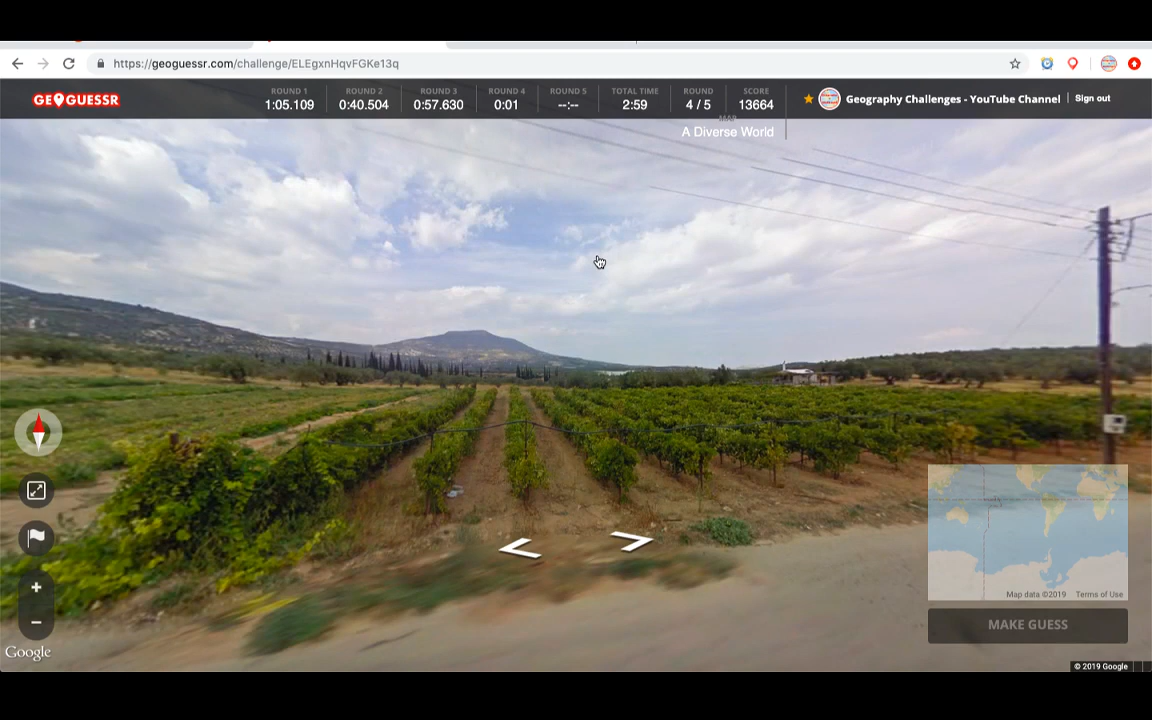 https://geoguessr.com/challenge/ELEgxnHqvFGKe13q
GEOGUESSR
ROUND 1
1:05.109
ROUND 2
0:40.504
ROUND 3
0:57.630
ROUND 4
0:01
ROUND 5
--:--
TOTAL TIME
2:59
ROUND
4 / 5
SCORE
13664
Geography Challenges - YouTube Channel
Sign out
MAP
A Diverse World
Map data ©2019
Terms of Use
MAKE GUESS
Google
© 2019 Google